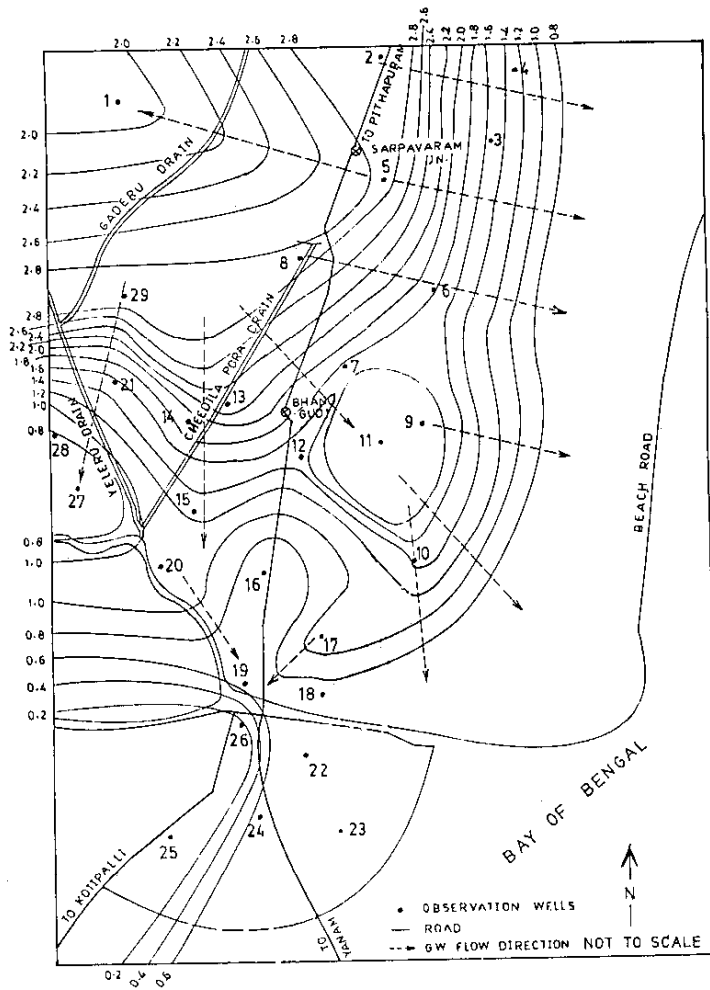 2.0 2.2 2.4 2.6 2.8
2.8 2.6 2.4 2.2 2.0 1.8 1.6 1.4 1.2 1.0 0.8
2
4
1
TO PITHAPURAM
3
SARPAVARAM
JN.
5
2.0
2.2
2.4
2.6
2.8
GADERU DRAIN
8
6
29
CHEEDILA PORA DRAIN
2.8
2.6
2.4
2.2
2.0
1.8
1.6
1.4
1.2
1.0
0.8
7
21
13
14
BHANU
GUDI
9
11
12
28
27
YELERU DRAIN
BEACH ROAD
15
10
0.8
1.0
20
16
1.0
0.8
0.6
0.4
0.2
17
19
18
26
22
24
23
25
BAY OF BENGAL
TO KOTIPALLI
TO
YANAM
N
OBSERVATION WELLS
ROAD
GW FLOW DIRECTION NOT TO SCALE
0.2 0.4 0.6